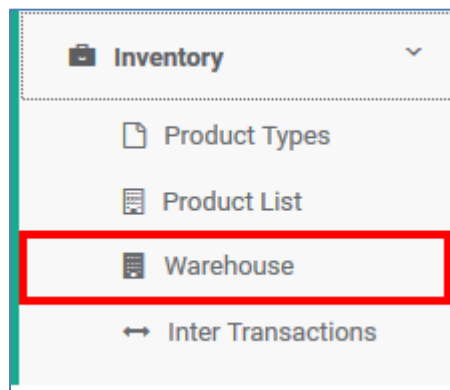 Inventory
Product Types
Product List
Warehouse
Inter Transactions